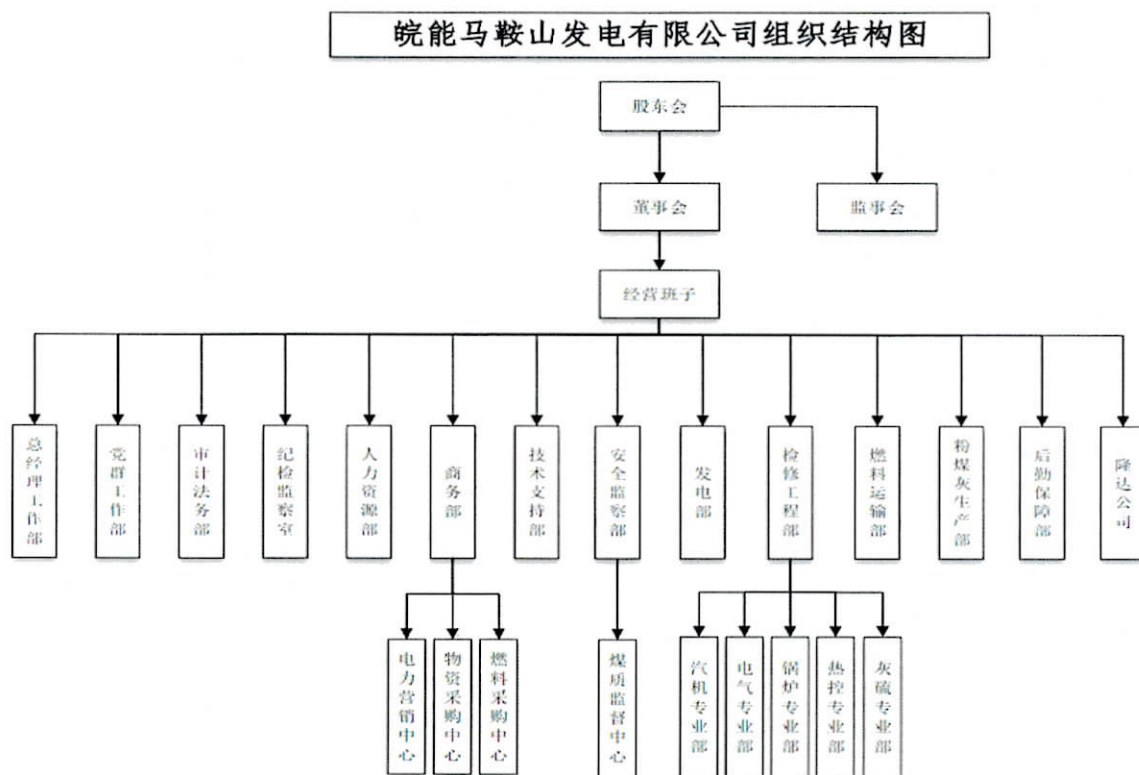 皖能马鞍山发电有限公司组织结构图
股东会
董事会
监事会
经营班子
总经理工作部
党群工作部
审计法务部
纪检监察室
人力资源部
商务部
技术支持部
安全监察部
发电部
检修工程部
燃料运输部
粉煤灰生产部
后勤保障部
隆达公司
电力营销中心
物资采购中心
燃料采购中心
煤质监督中心
汽机专业部
电气专业部
锅炉专业部
热控专业部
灰硫专业部